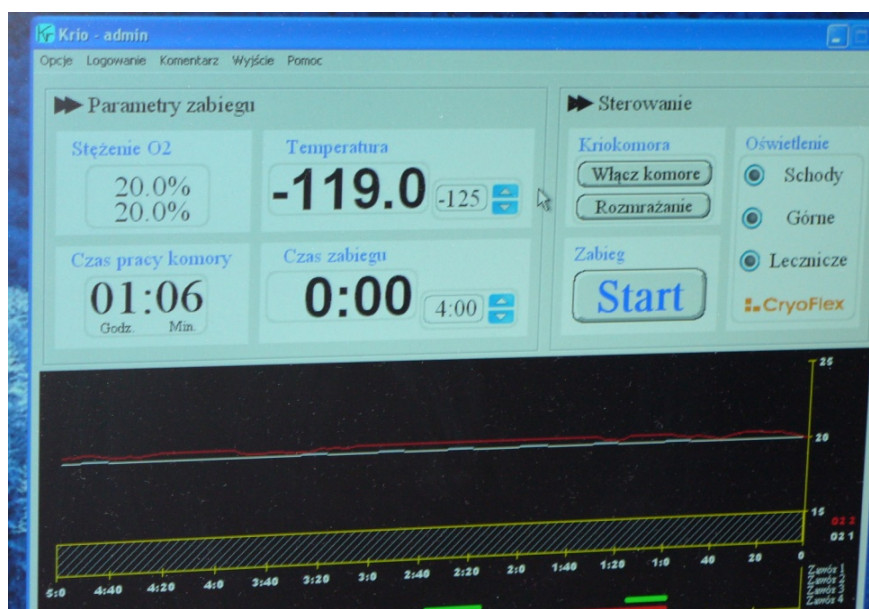 Krio - admin
Opcje Logowanie Komentarz Wyjście Pomoc
Parametry zabiegu
Stężenie O2
20.0%
20.0%
Temperatura
-119.0
-125
Czas pracy komory
01:06
Godz. Min.
Czas zabiegu
0:00
4:00
Sterowanie
Kriokomora
Włącz komore
Rozmrażanie
Zabieg
Start
Oświetlenie
Schody
Górne
Lecznicze
CryoFlex
25
20
15
O2 2
O2 1
5:0 4:40 4:20 4:0 3:40 3:20 3:0 2:40 2:20 2:0 1:40 1:20 1:0 40 20 0
Zawór 1
Zawór 2
Zawór 3
Zawór 4